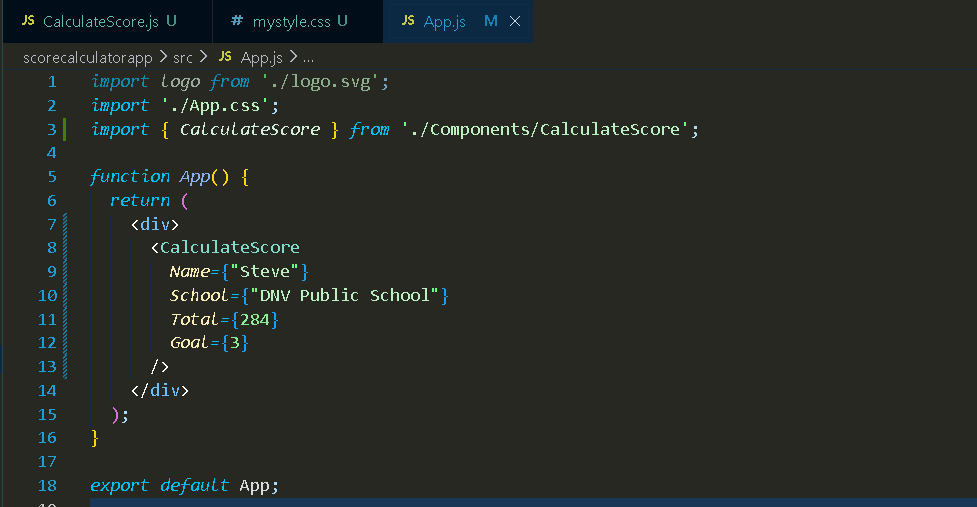 JS CalculateScore.js U # mystyle.css U JS App.js M ×
scorecalculatorapp > src > JS App.js > ...
1 import logo from './logo.svg';
2 import './App.css';
3 import { CalculateScore } from './Components/CalculateScore';
4
5 function App() {
6 return (
7 <div>
8 <CalculateScore
9 Name={"Steve"}
10 School={"DNV Public School"}
11 Total={284}
12 Goal={3}
13 />
14 </div>
15 );
16 }
17
18 export default App;
19